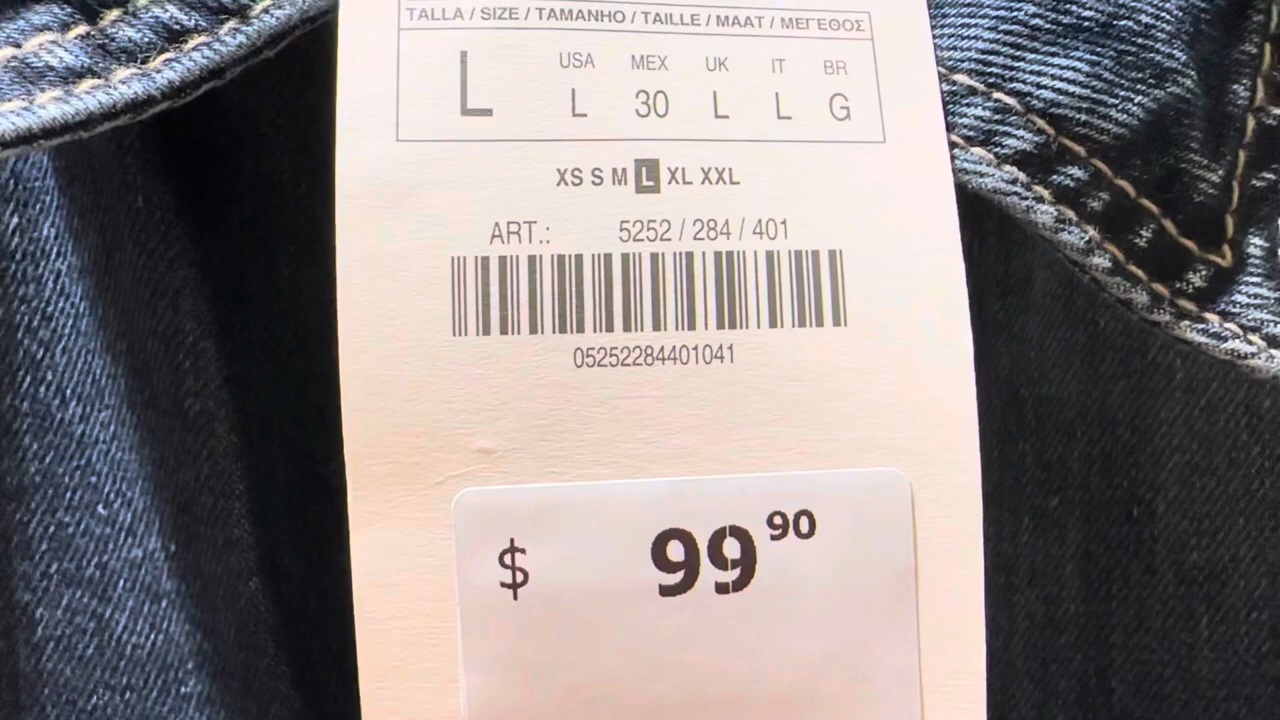 TALLA / SIZE / TAMANHO / TAILLE / MAAT / ΜΕΓΕΘΟΣ
USA MEX UK IT BR
L L 30 L L G
XS S M L XL XXL
ART.: 5252 / 284 / 401
05252284401041
$ 99 90